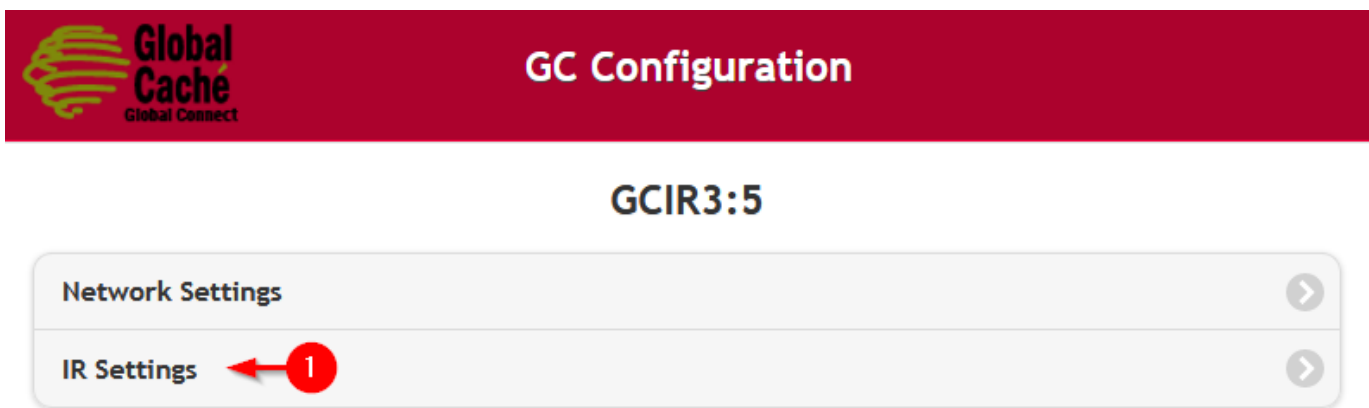 Global
Caché
Global Connect
GC Configuration
GCIR3:5
Network Settings
IR Settings
1